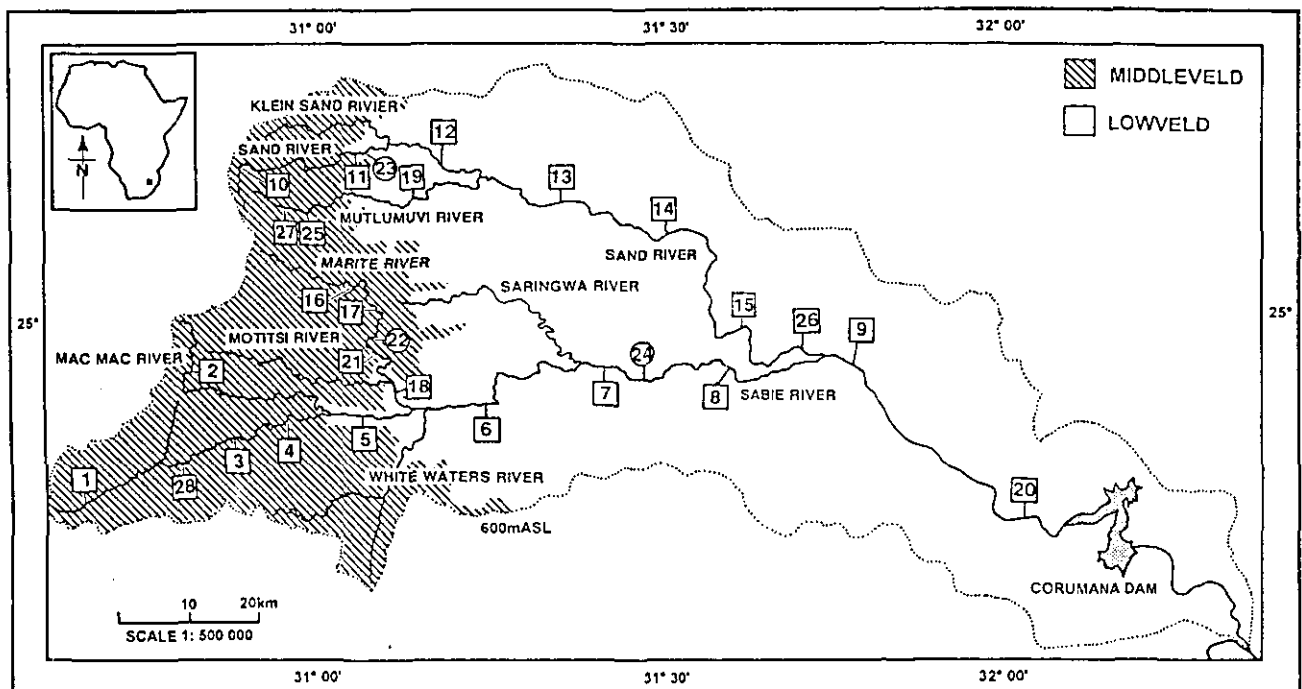 31° 00'
31° 30'
32° 00'
N
MIDDLEVELD
LOWVELD
KLEIN SAND RIVIER
12
SAND RIVER
23
10
11
19
13
MUTLUMUVI RIVER
14
27
25
SAND RIVER
MARITE RIVER
SARINGWA RIVER
16
17
15
26
9
25°
25°
MOTITSI RIVER
22
MAC MAC RIVER
24
2
21
18
7
8
SABIE RIVER
6
5
4
3
1
28
WHITE WATERS RIVER
20
600mASL
CORUMANA DAM
10
20km
SCALE 1: 500 000
31° 00'
31° 30'
32° 00'